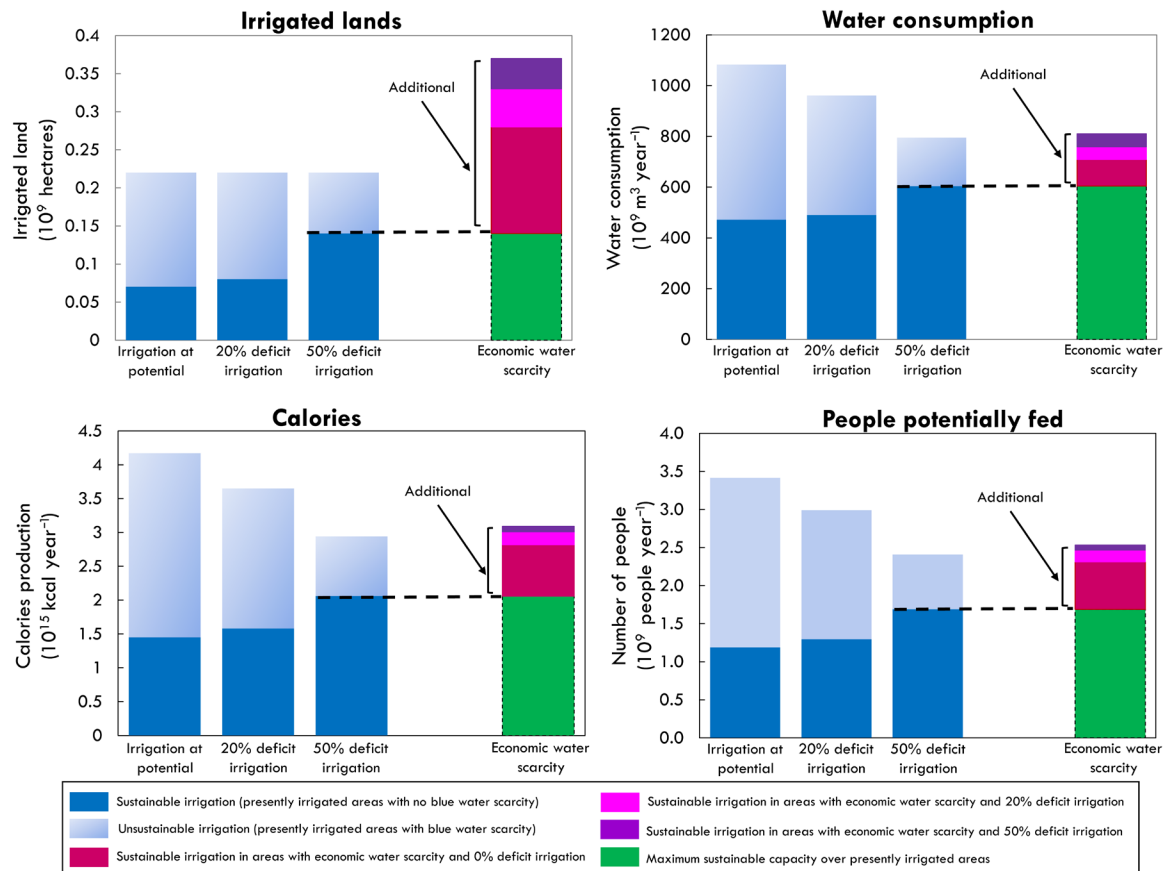 Irrigated lands
0.4
0.35
0.3
0.25
0.2
0.15
0.1
0.05
0
Irrigated land
(10⁹ hectares)
Additional
Irrigation at
potential
20% deficit
irrigation
50% deficit
irrigation
Economic water
scarcity
Water consumption
1200
1000
800
600
400
200
0
Water consumption
(10⁹ m³ year⁻¹)
Additional
Irrigation at
potential
20% deficit
irrigation
50% deficit
irrigation
Economic water
scarcity
Calories
4.5
4
3.5
3
2.5
2
1.5
1
0.5
0
Calories production
(10¹⁵ kcal year⁻¹)
Additional
Irrigation at
potential
20% deficit
irrigation
50% deficit
irrigation
Economic water
scarcity
People potentially fed
4.0
3.5
3.0
2.5
2.0
1.5
1.0
0.5
0.0
Number of people
(10⁹ people year⁻¹)
Additional
Irrigation at
potential
20% deficit
irrigation
50% deficit
irrigation
Economic water
scarcity
Sustainable irrigation (presently irrigated areas with no blue water scarcity)
Unsustainable irrigation (presently irrigated areas with blue water scarcity)
Sustainable irrigation in areas with economic water scarcity and 0% deficit irrigation
Sustainable irrigation in areas with economic water scarcity and 20% deficit irrigation
Sustainable irrigation in areas with economic water scarcity and 50% deficit irrigation
Maximum sustainable capacity over presently irrigated areas